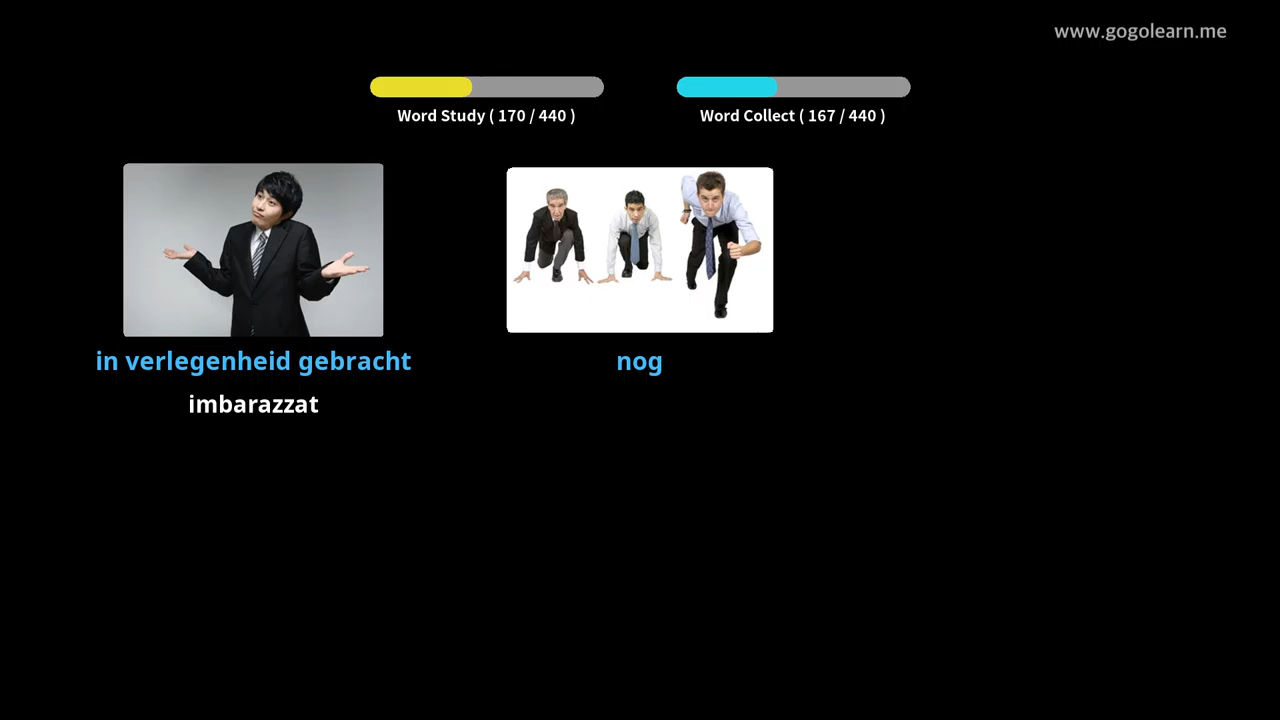 www.gogolearn.me
Word Study ( 170 / 440 )
Word Collect ( 167 / 440 )
in verlegenheid gebracht
imbarazzat
nog